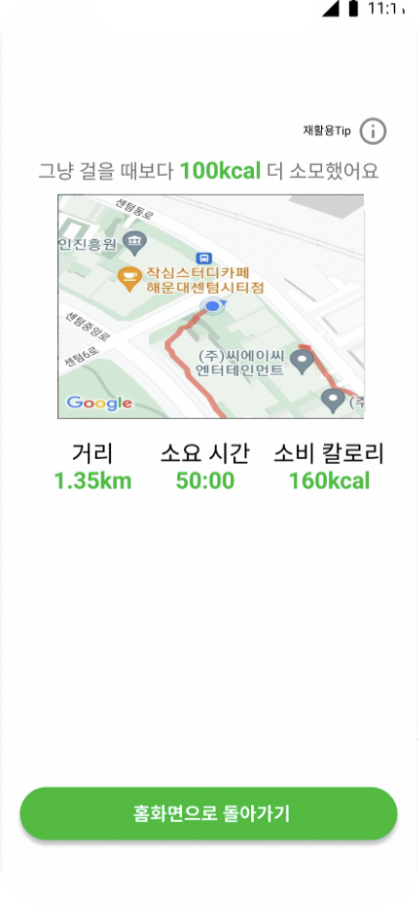 11:1
재활용Tip
그냥 걸을 때보다 100kcal 더 소모했어요
센텀동로
인진흥원
작심스터디카페
해운대센텀시티점
센텀중앙로
센텀6로
(주)씨에이씨
엔터테인먼트
(주
Google
거리 소요 시간 소비 칼로리
1.35km 50:00 160kcal
홈화면으로 돌아가기